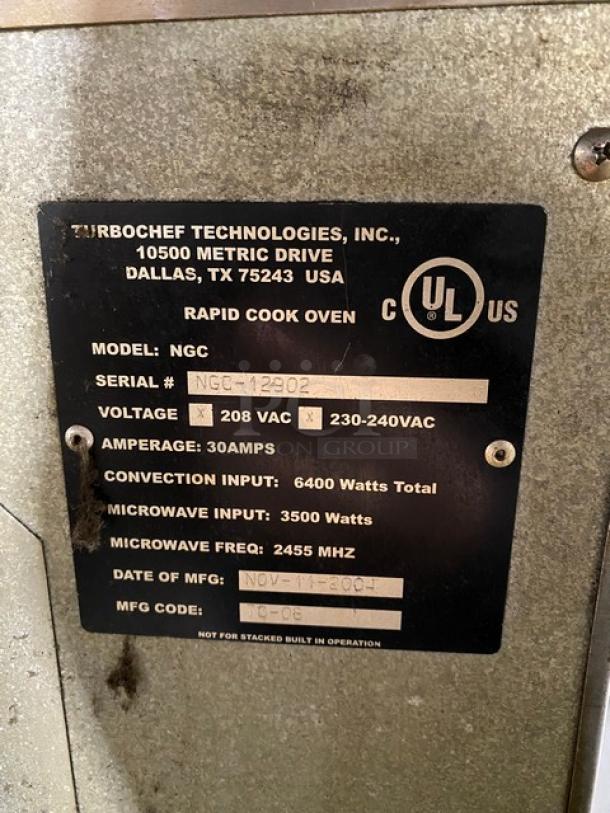 TURBOCHEF TECHNOLOGIES, INC.,
10500 METRIC DRIVE
DALLAS, TX 75243 USA
RAPID COOK OVEN
C UL ® US
MODEL: NGC
SERIAL # NGC-12902
VOLTAGE X 208 VAC X 230-240VAC
AMPERAGE: 30AMPS
CONVECTION INPUT: 6400 Watts Total
MICROWAVE INPUT: 3500 Watts
MICROWAVE FREQ: 2455 MHZ
DATE OF MFG: NOV-11-2004
MFG CODE:
NOT FOR STACKED BUILT IN OPERATION
GROUP